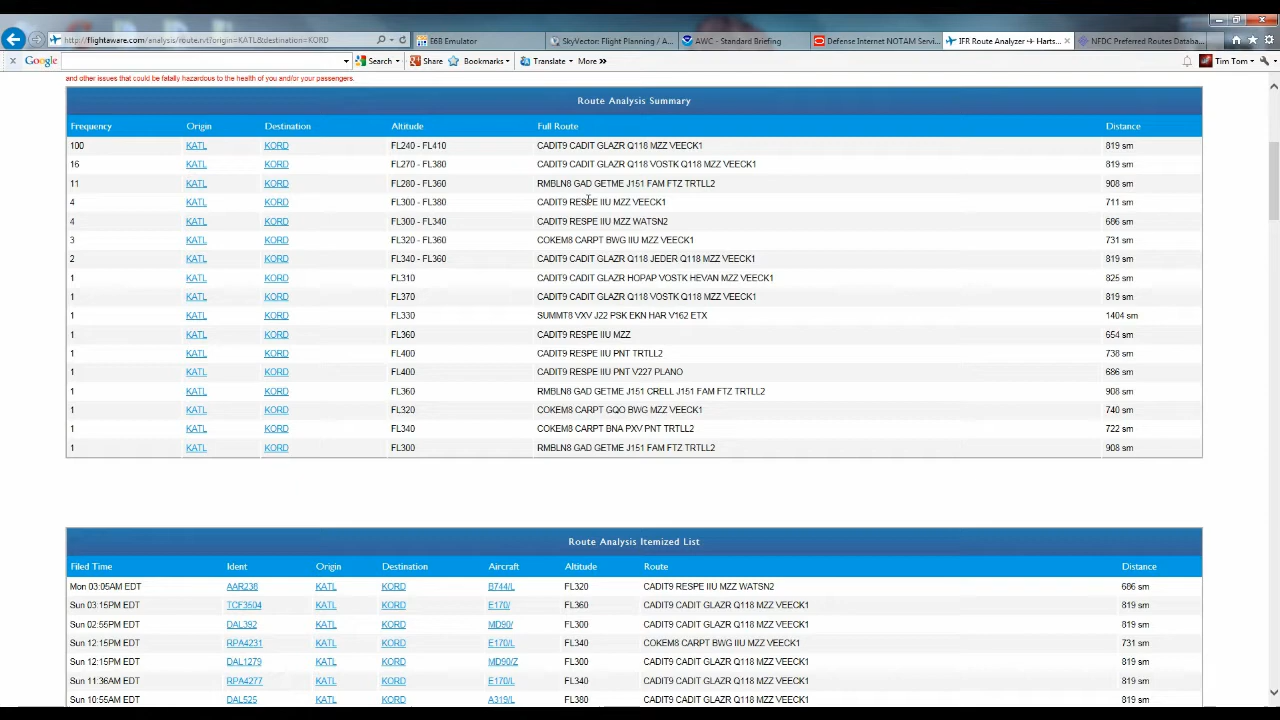 http://flightaware.com/analysis/route.rvt?origin=KATL&destination=KORD
E6B Emulator
SkyVector: Flight Planning / A...
AWC - Standard Briefing
Defense Internet NOTAM Servi...
IFR Route Analyzer ✈ Harts...
NFDC Preferred Routes Databa...
Google
Search
Share
Bookmarks
Translate
More »
Tim Tom
and other issues that could be fatally hazardous to the health of you and/or your passengers.
Route Analysis Summary
Frequency Origin Destination Altitude Full Route Distance
100 KATL KORD FL240 - FL410 CADIT9 CADIT GLAZR Q118 MZZ VEECK1 819 sm
16 KATL KORD FL270 - FL380 CADIT9 CADIT GLAZR Q118 VOSTK Q118 MZZ VEECK1 819 sm
11 KATL KORD FL280 - FL360 RMBLN8 GAD GETME J151 FAM FTZ TRTLL2 908 sm
4 KATL KORD FL300 - FL380 CADIT9 RESPE IIU MZZ VEECK1 711 sm
4 KATL KORD FL300 - FL340 CADIT9 RESPE IIU MZZ WATSN2 686 sm
3 KATL KORD FL320 - FL360 COKEM8 CARPT BWG IIU MZZ VEECK1 731 sm
2 KATL KORD FL340 - FL360 CADIT9 CADIT GLAZR Q118 JEDER Q118 MZZ VEECK1 819 sm
1 KATL KORD FL310 CADIT9 CADIT GLAZR HOPAP VOSTK HEVAN MZZ VEECK1 825 sm
1 KATL KORD FL370 CADIT9 CADIT GLAZR Q118 VOSTK Q118 MZZ VEECK1 819 sm
1 KATL KORD FL330 SUMMT8 VXV J22 PSK EKN HAR V162 ETX 1404 sm
1 KATL KORD FL360 CADIT9 RESPE IIU MZZ 654 sm
1 KATL KORD FL400 CADIT9 RESPE IIU PNT TRTLL2 738 sm
1 KATL KORD FL400 CADIT9 RESPE IIU PNT V227 PLANO 686 sm
1 KATL KORD FL360 RMBLN8 GAD GETME J151 CRELL J151 FAM FTZ TRTLL2 908 sm
1 KATL KORD FL320 COKEM8 CARPT GQO BWG MZZ VEECK1 740 sm
1 KATL KORD FL340 COKEM8 CARPT BNA PXV PNT TRTLL2 722 sm
1 KATL KORD FL300 RMBLN8 GAD GETME J151 FAM FTZ TRTLL2 908 sm
Route Analysis Itemized List
Filed Time Ident Origin Destination Aircraft Altitude Route Distance
Mon 03:05AM EDT AAR238 KATL KORD B744/L FL320 CADIT9 RESPE IIU MZZ WATSN2 686 sm
Sun 03:15PM EDT TCF3504 KATL KORD E170/ FL360 CADIT9 CADIT GLAZR Q118 MZZ VEECK1 819 sm
Sun 02:55PM EDT DAL392 KATL KORD MD90/ FL300 CADIT9 CADIT GLAZR Q118 MZZ VEECK1 819 sm
Sun 12:15PM EDT RPA4231 KATL KORD E170/L FL340 COKEM8 CARPT BWG IIU MZZ VEECK1 731 sm
Sun 12:15PM EDT DAL1279 KATL KORD MD90/Z FL300 CADIT9 CADIT GLAZR Q118 MZZ VEECK1 819 sm
Sun 11:36AM EDT RPA4277 KATL KORD E170/L FL340 CADIT9 CADIT GLAZR Q118 MZZ VEECK1 819 sm
Sun 10:55AM EDT DAL525 KATL KORD A319/L FL380 CADIT9 CADIT GLAZR Q118 MZZ VEECK1 819 sm